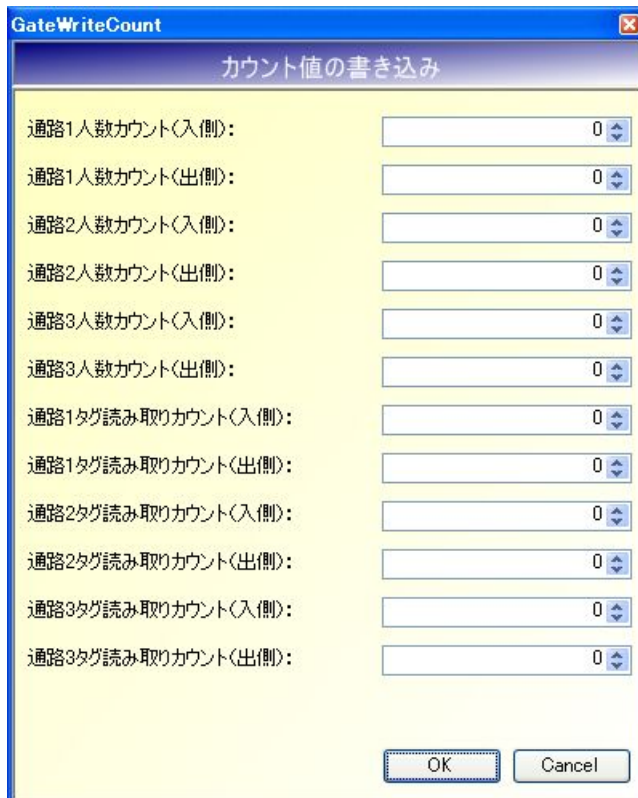 GateWriteCount
カウント値の書き込み
通路1人数カウント(入側): 0
通路1人数カウント(出側): 0
通路2人数カウント(入側): 0
通路2人数カウント(出側): 0
通路3人数カウント(入側): 0
通路3人数カウント(出側): 0
通路1タグ読み取りカウント(入側): 0
通路1タグ読み取りカウント(出側): 0
通路2タグ読み取りカウント(入側): 0
通路2タグ読み取りカウント(出側): 0
通路3タグ読み取りカウント(入側): 0
通路3タグ読み取りカウント(出側): 0
OK Cancel